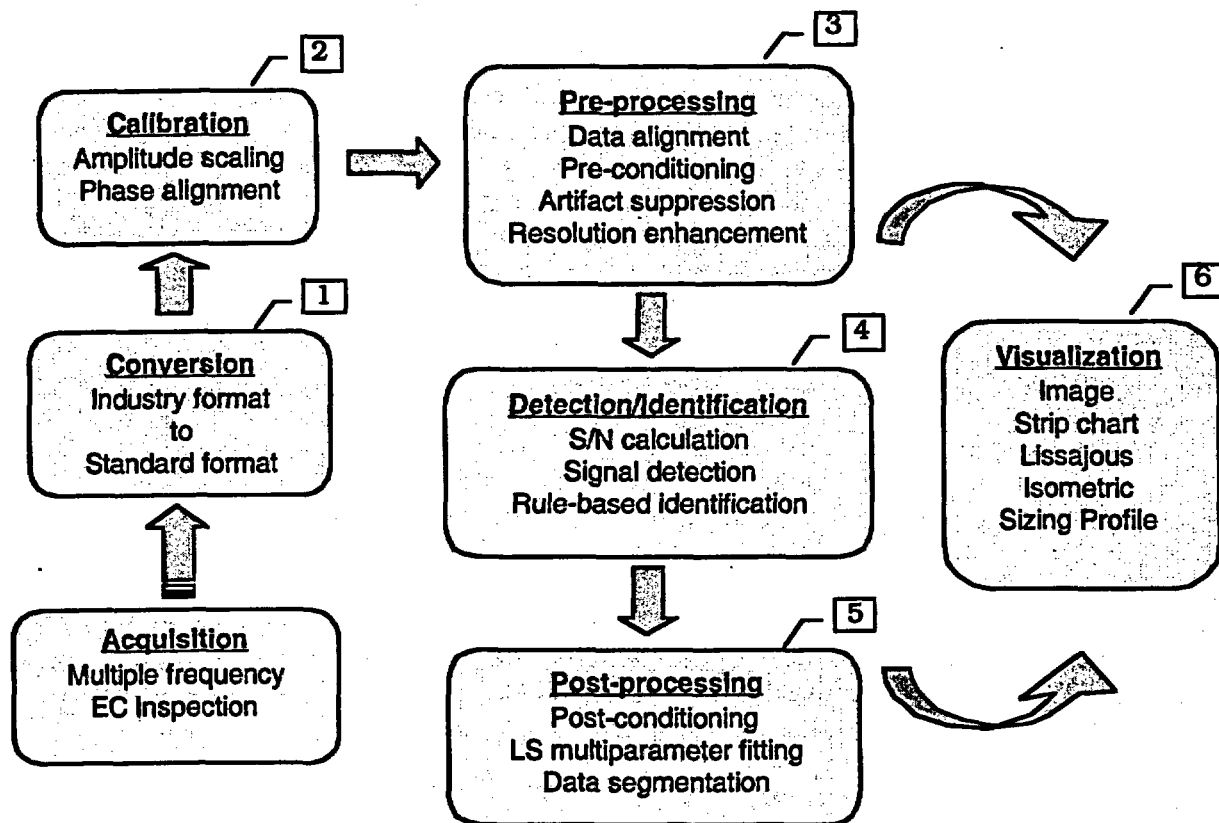 3
2
Pre-processing
Data alignment
Pre-conditioning
Artifact suppression
Resolution enhancement
Calibration
Amplitude scaling
Phase alignment
1
Conversion
Industry format
to
Standard format
4
Detection/Identification
S/N calculation
Signal detection
Rule-based identification
6
Visualization
Image
Strip chart
Lissajous
Isometric
Sizing Profile
Acquisition
Multiple frequency
EC Inspection
5
Post-processing
Post-conditioning
LS multiparameter fitting
Data segmentation